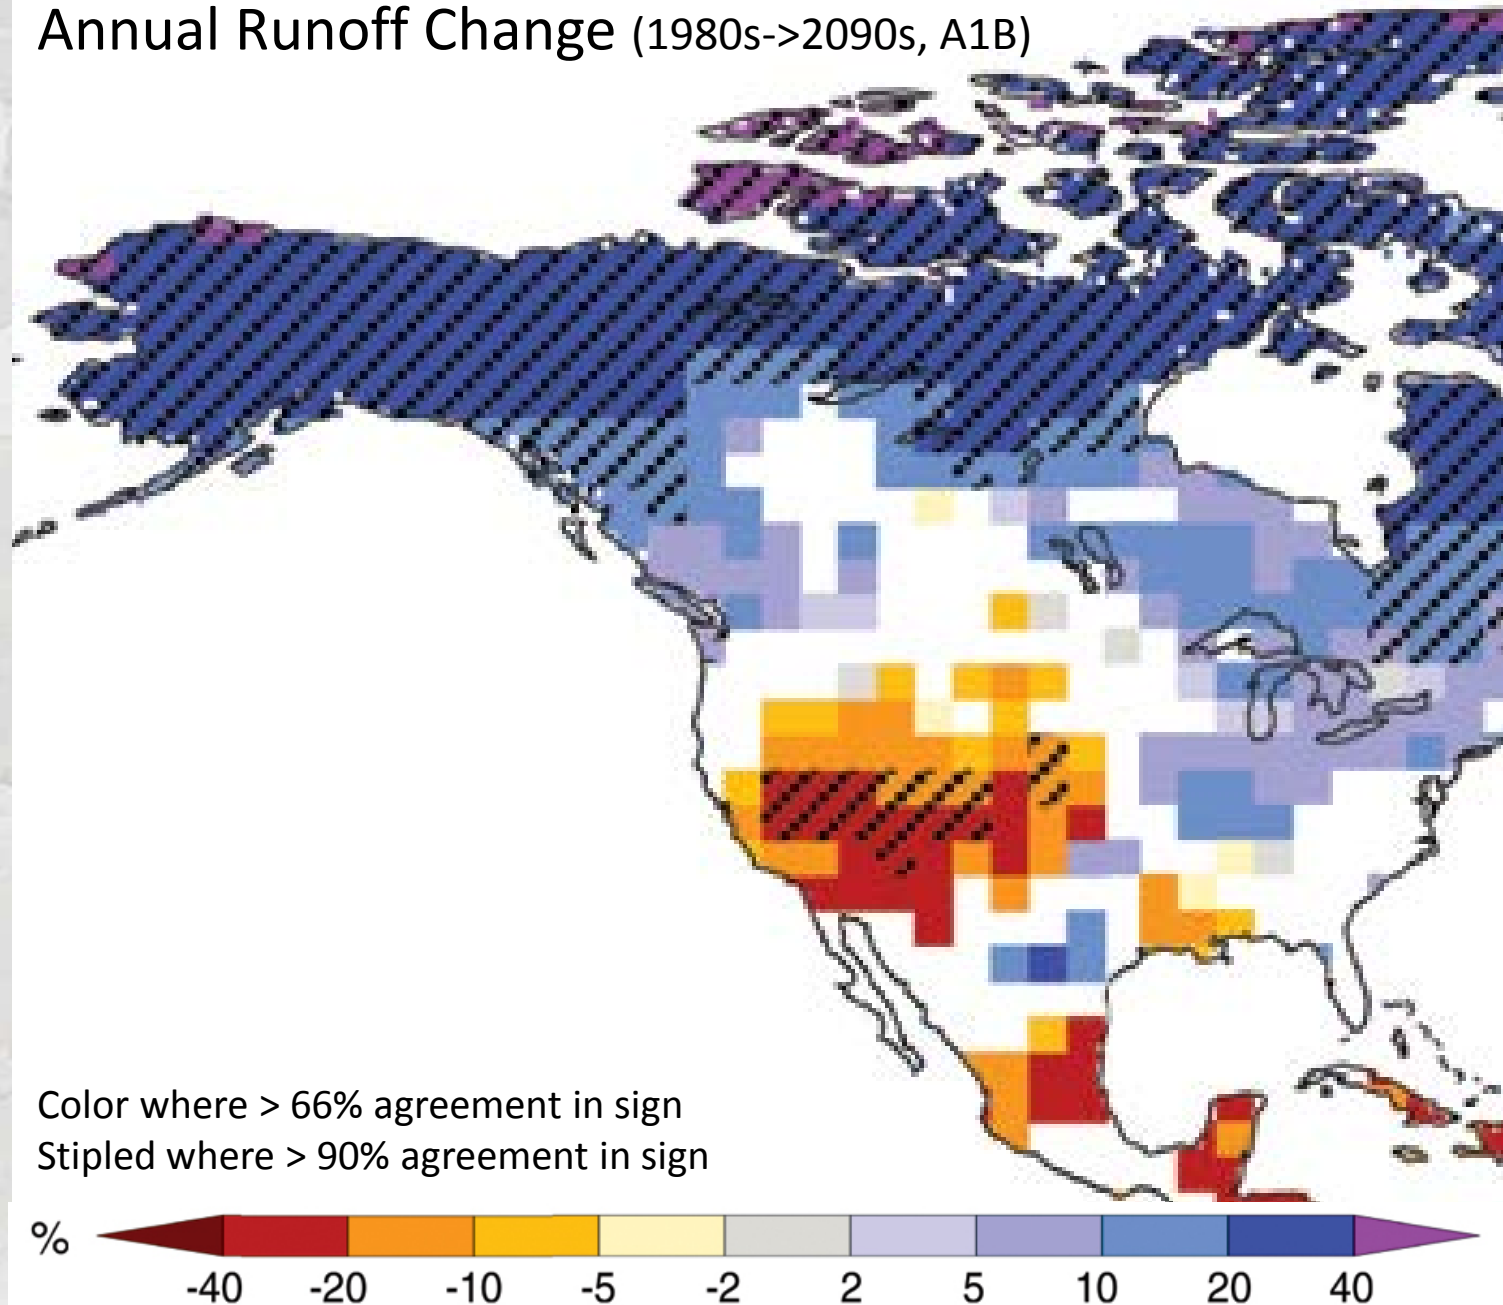 Annual Runoff Change (1980s->2090s, A1B)
Color where > 66% agreement in sign
Stipled where > 90% agreement in sign
%
-40 -20 -10 -5 -2 2 5 10 20 40